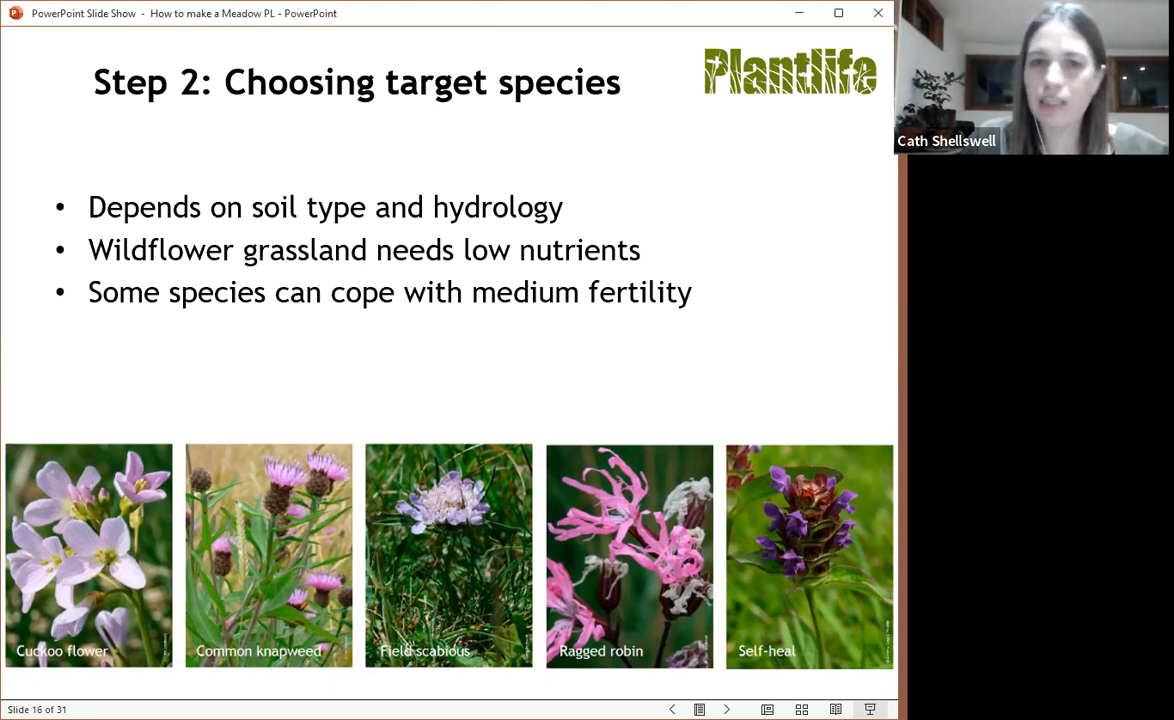 PowerPoint Slide Show - How to make a Meadow PL - PowerPoint
Step 2: Choosing target species
Plantlife
Cath Shellswell
• Depends on soil type and hydrology
• Wildflower grassland needs low nutrients
• Some species can cope with medium fertility
Cuckoo flower
Common knapweed
Field scabious
Ragged robin
Self-heal
Slide 16 of 31